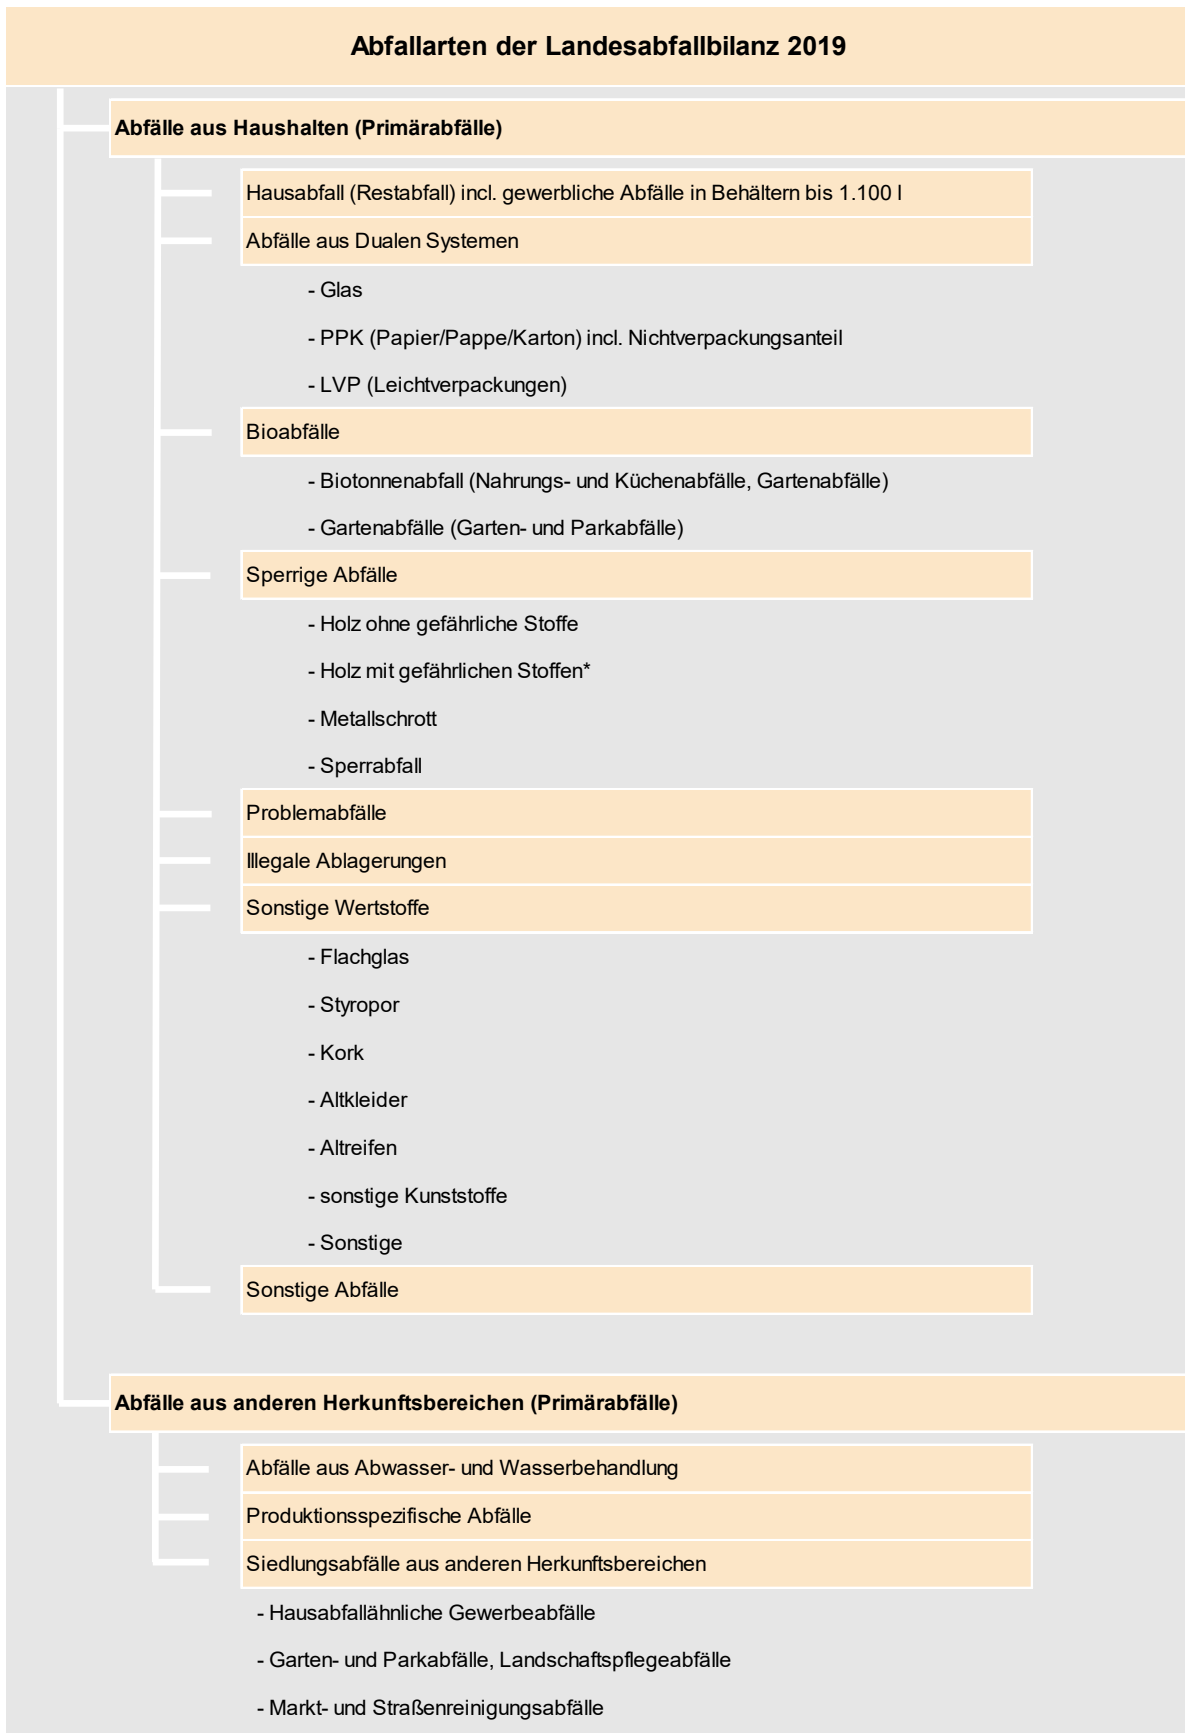 Abfallarten der Landesabfallbilanz 2019
Abfälle aus Haushalten (Primärabfälle)
Hausabfall (Restabfall) incl. gewerbliche Abfälle in Behältern bis 1.100 l
Abfälle aus Dualen Systemen
- Glas
- PPK (Papier/Pappe/Karton) incl. Nichtverpackungsanteil
- LVP (Leichtverpackungen)
Bioabfälle
- Biotonnenabfall (Nahrungs- und Küchenabfälle, Gartenabfälle)
- Gartenabfälle (Garten- und Parkabfälle)
Sperrige Abfälle
- Holz ohne gefährliche Stoffe
- Holz mit gefährlichen Stoffen*
- Metallschrott
- Sperrabfall
Problemabfälle
Illegale Ablagerungen
Sonstige Wertstoffe
- Flachglas
- Styropor
- Kork
- Altkleider
- Altreifen
- sonstige Kunststoffe
- Sonstige
Sonstige Abfälle
Abfälle aus anderen Herkunftsbereichen (Primärabfälle)
Abfälle aus Abwasser- und Wasserbehandlung
Produktionsspezifische Abfälle
Siedlungsabfälle aus anderen Herkunftsbereichen
- Hausabfallähnliche Gewerbeabfälle
- Garten- und Parkabfälle, Landschaftspflegeabfälle
- Markt- und Straßenreinigungsabfälle